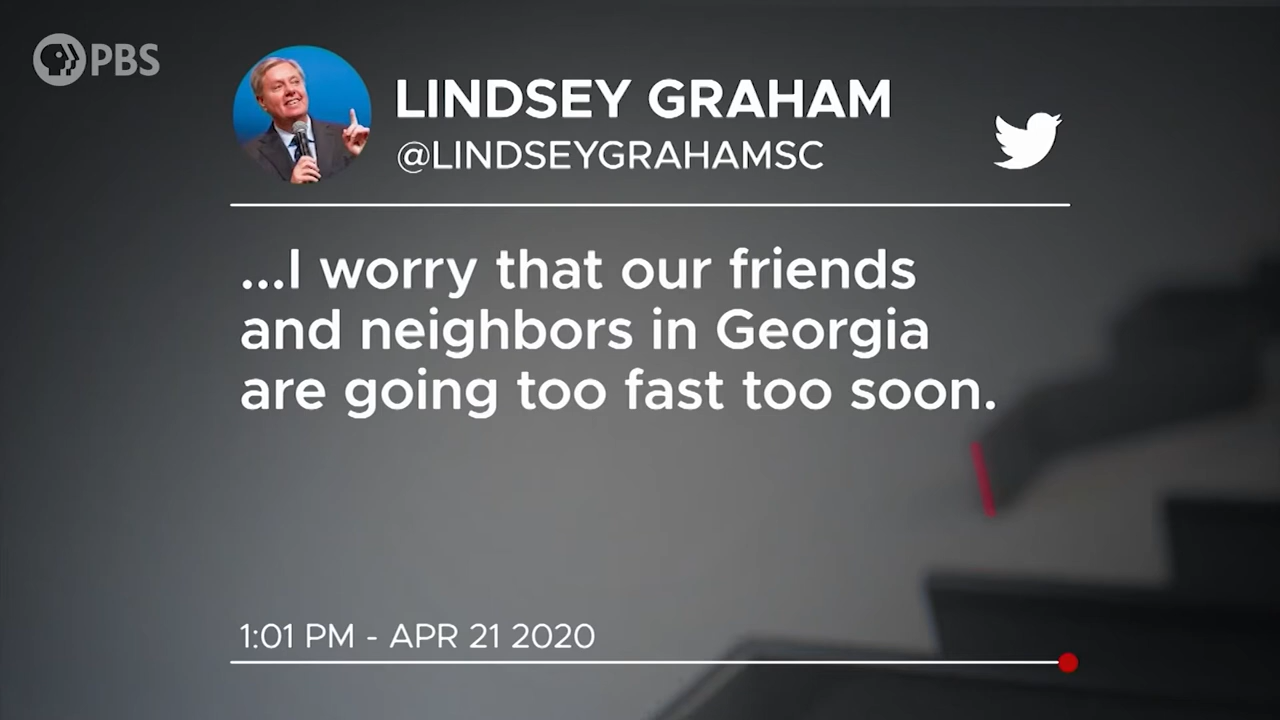 PBS
LINDSEY GRAHAM
@LINDSEYGRAHAMSC
...I worry that our friends
and neighbors in Georgia
are going too fast too soon.
1:01 PM - APR 21 2020